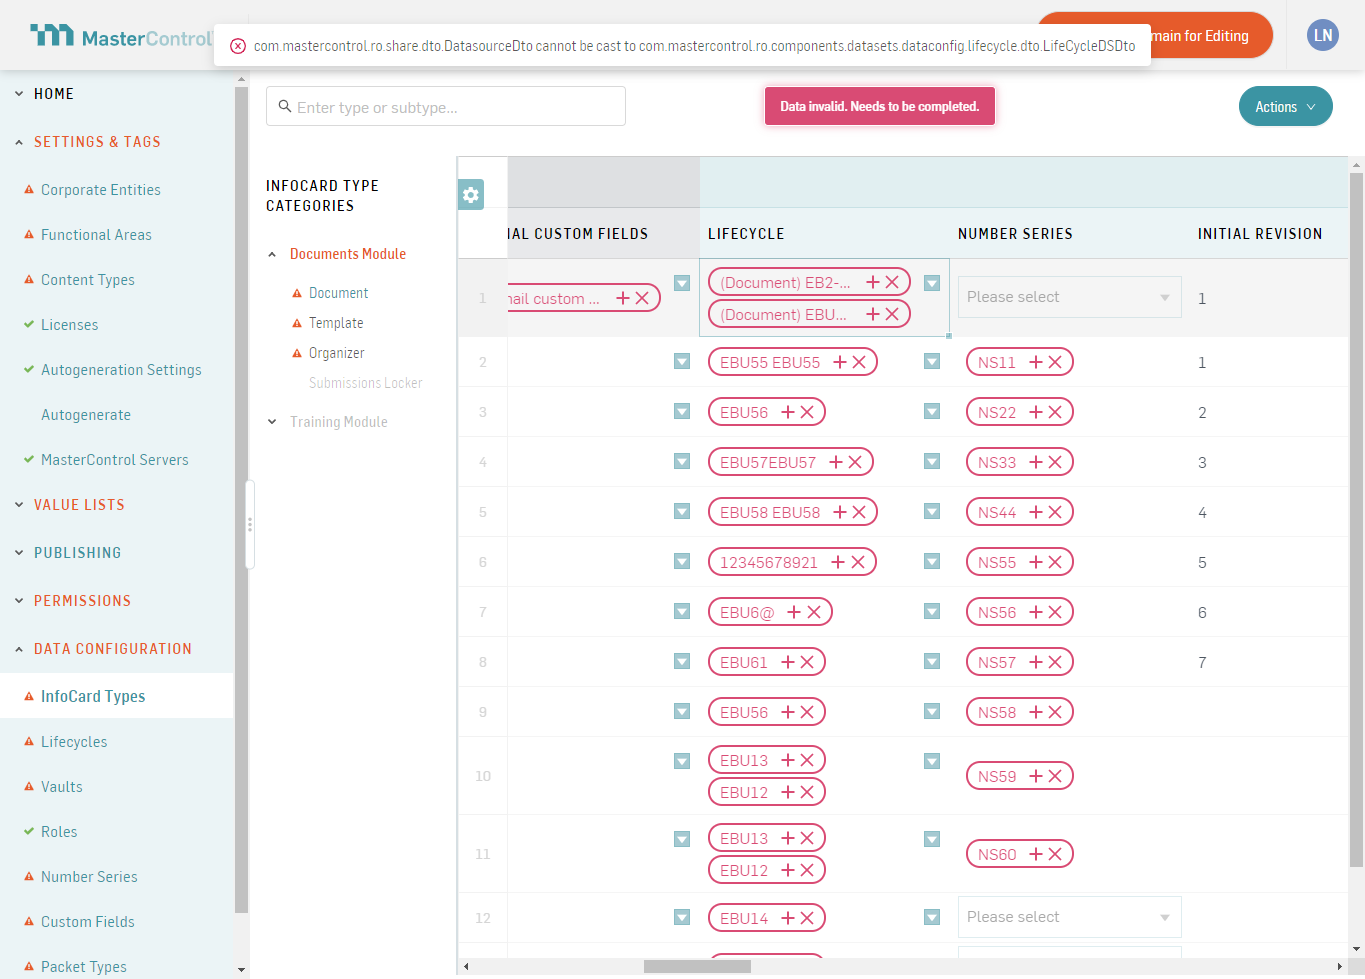 MasterControl
com.mastercontrol.ro.share.dto.DatasourceDto cannot be cast to com.mastercontrol.ro.components.datasets.dataconfig.lifecycle.dto.LifeCycleDSDto
main for Editing
LN
HOME
SETTINGS & TAGS
Corporate Entities
Functional Areas
Content Types
Licenses
Autogeneration Settings
Autogenerate
MasterControl Servers
VALUE LISTS
PUBLISHING
PERMISSIONS
DATA CONFIGURATION
InfoCard Types
Lifecycles
Vaults
Roles
Number Series
Custom Fields
Packet Types
Enter type or subtype...
Data invalid. Needs to be completed.
Actions
INFOCARD TYPE
CATEGORIES
Documents Module
Document
Template
Organizer
Submissions Locker
Training Module
CUSTOM FIELDS LIFECYCLE NUMBER SERIES INITIAL REVISION
1 custom ... (Document) EB2-... Please select 1
(Document) EBU...
2 EBU55 EBU55 NS11 1
3 EBU56 NS22 2
4 EBU57EBU57 NS33 3
5 EBU58 EBU58 NS44 4
6 12345678921 NS55 5
7 EBU6@ NS56 6
8 EBU61 NS57 7
9 EBU56 NS58
10 EBU13 NS59
EBU12
11 EBU13 NS60
EBU12
12 EBU14 Please select